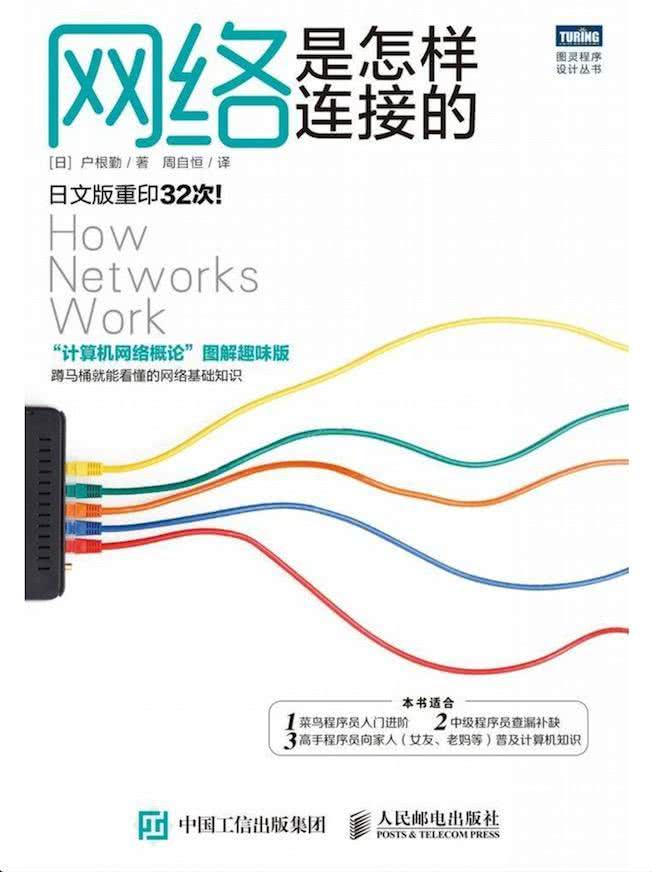 网络是怎样
连接的
TURING
图灵程序
设计丛书
[日] 户根勤 / 著 周自恒 / 译
日文版重印32次!
How
Networks
Work
“计算机网络概论”图解趣味版
蹲马桶就能看懂的网络基础知识
本书适合
1菜鸟程序员入门进阶 2中级程序员查漏补缺
3高手程序员向家人（女友、老妈等）普及计算机知识
中国工信出版集团
人民邮电出版社
POSTS & TELECOM PRESS